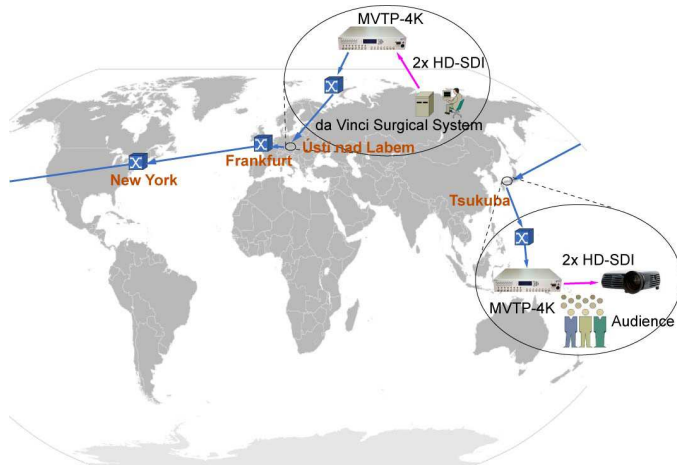 MVTP-4K
2x HD-SDI
da Vinci Surgical System
Ústí nad Labem
Frankfurt
New York
Tsukuba
2x HD-SDI
MVTP-4K
Audience